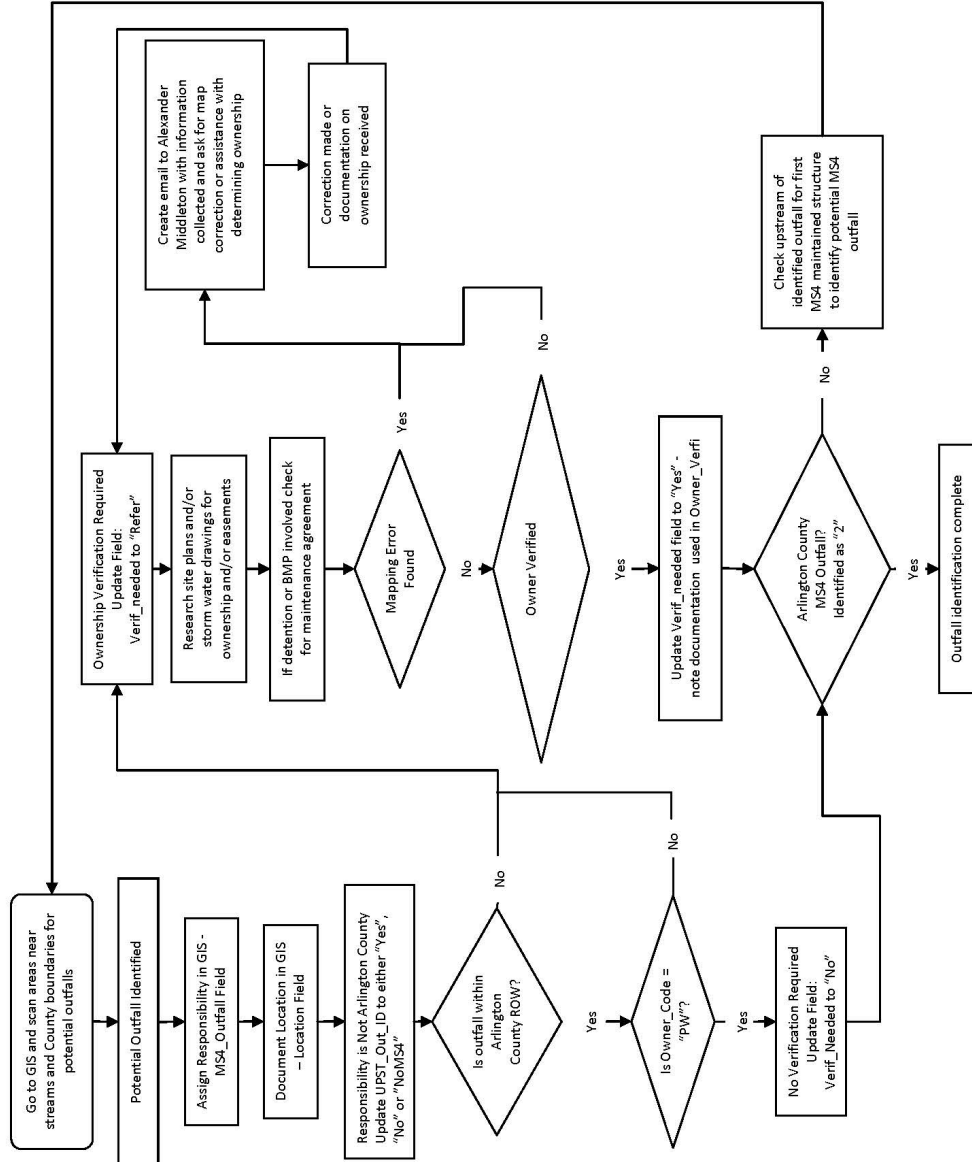 Go to GIS and scan areas near
streams and County boundaries for
potential outfalls
Potential Outfall Identified
Assign Responsibility in GIS -
MS4_Outfall Field
Document Location in GIS
– Location Field
Responsibility is Not Arlington County
Update UPST_Out_ID to either "Yes",
"No" or "NoMS4"
Is outfall within
Arlington
County ROW?
No
Yes
Is Owner_Code =
"PW"?
No
Yes
No Verification Required
Update Field:
Verif_Needed to "No"
Ownership Verification Required
Update Field:
Verif_needed to "Refer"
Research site plans and/or
storm water drawings for
ownership and/or easements
If detention or BMP involved check
for maintenance agreement
Mapping Error
Found
Yes
No
Owner Verified
No
Yes
Update Verif_needed field to "Yes" -
note documentation used in Owner_Verfi
Arlington County
MS4 Outfall?
Identified as "2"
No
Yes
Outfall identification complete
Create email to Alexander
Middleton with information
collected and ask for map
correction or assistance with
determining ownership
Correction made or
documentation on
ownership received
Check upstream of
identified outfall for first
MS4 maintained structure
to identify potential MS4
outfall